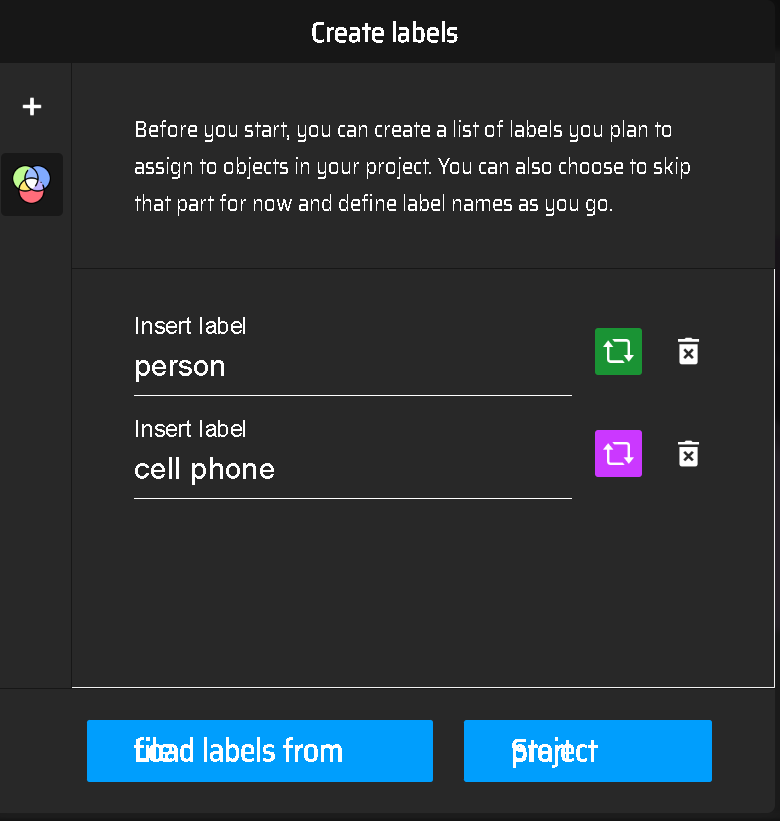 Create labels
Before you start, you can create a list of labels you plan to
assign to objects in your project. You can also choose to skip
that part for now and define label names as you go.
Insert label
person
Insert label
cell phone
Load labels from
file
Start
project